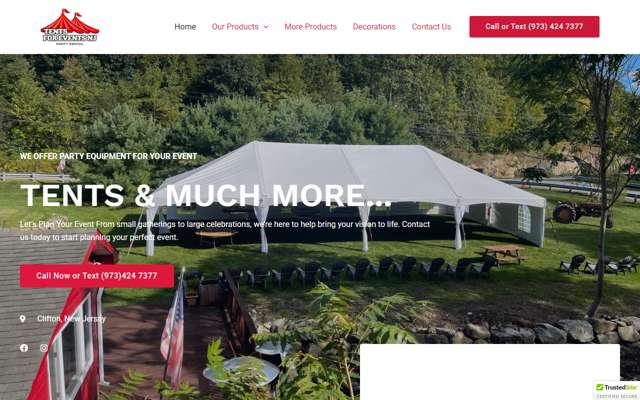 TENTS
FOR EVENTS NJ
PARTY RENTAL
Home
Our Products
More Products
Decorations
Contact Us
Call or Text (973) 424 7377
WE OFFER PARTY EQUIPMENT FOR YOUR EVENT
TENTS & MUCH MORE...
Let's Plan Your Event From small gatherings to large celebrations, we're here to help bring your vision to life. Contact
us today to start planning your perfect event.
Call Now or Text (973)424 7377
Clifton, New Jersey
TrustedSite
CERTIFIED SECURE